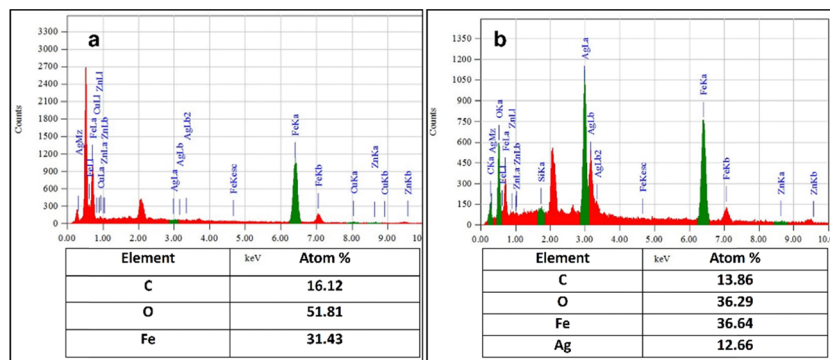 a
Counts
3300
3000
2700
2400
2100
1800
1500
1200
900
600
300
0
AgMz
FeLl
FeLa
CuLl
ZnLl
CuLa
ZnLa
ZnLb
AgLa
AgLb
AgLb2
FeKesc
FeKa
FeKb
CuKa
ZnKa
CuKb
ZnKb
0.00 1.00 2.00 3.00 4.00 5.00 6.00 7.00 8.00 9.00 10.0
keV
Element Atom %
C 16.12
O 51.81
Fe 31.43
b
Counts
1350
1200
1050
900
750
600
450
300
150
0
CKa
AgMz
OKa
FeLl
FeLa
ZnLl
ZnLa
ZnLb
SiKa
AgLa
AgLb
AgLb2
FeKesc
FeKa
FeKb
ZnKa
ZnKb
0.00 1.00 2.00 3.00 4.00 5.00 6.00 7.00 8.00 9.00 10.0
keV
Element Atom %
C 13.86
O 36.29
Fe 36.64
Ag 12.66